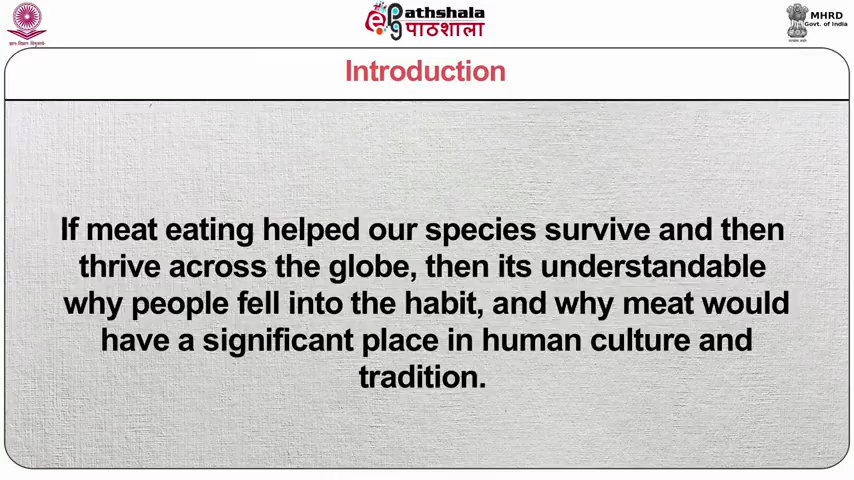 Pathshala
पाठशाला
MHRD
Govt. of India
Introduction
If meat eating helped our species survive and then
thrive across the globe, then its understandable
why people fell into the habit, and why meat would
have a significant place in human culture and
tradition.